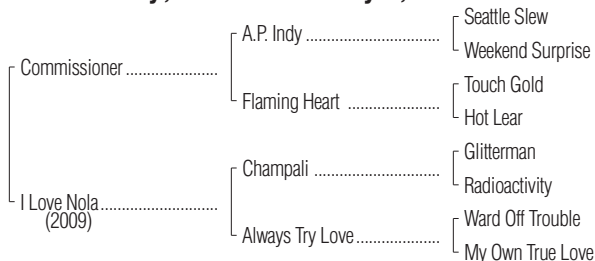 Seattle Slew
A.P. Indy
Weekend Surprise
Commissioner
Touch Gold
Flaming Heart
Hot Lear
Glitterman
Champali
Radioactivity
I Love Nola
(2009)
Ward Off Trouble
Always Try Love
My Own True Love